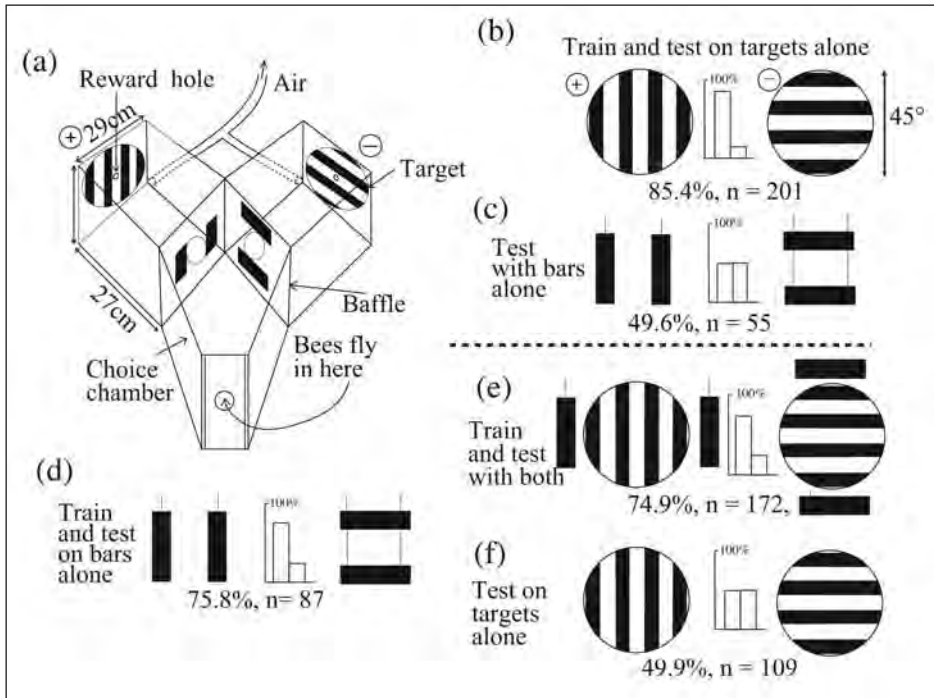 (a)
Reward hole
Air
+
29cm
−
Target
27cm
Baffle
Choice
chamber
Bees fly
in here
(b)
Train and test on targets alone
+
100%
−
45°
85.4%, n = 201
(c)
Test
with bars
alone
100%
49.6%, n = 55
(d)
Train
and test
on bars
alone
100%
75.8%, n= 87
(e)
Train
and test
with both
100%
74.9%, n = 172,
(f)
Test on
targets
alone
100%
49.9%, n = 109